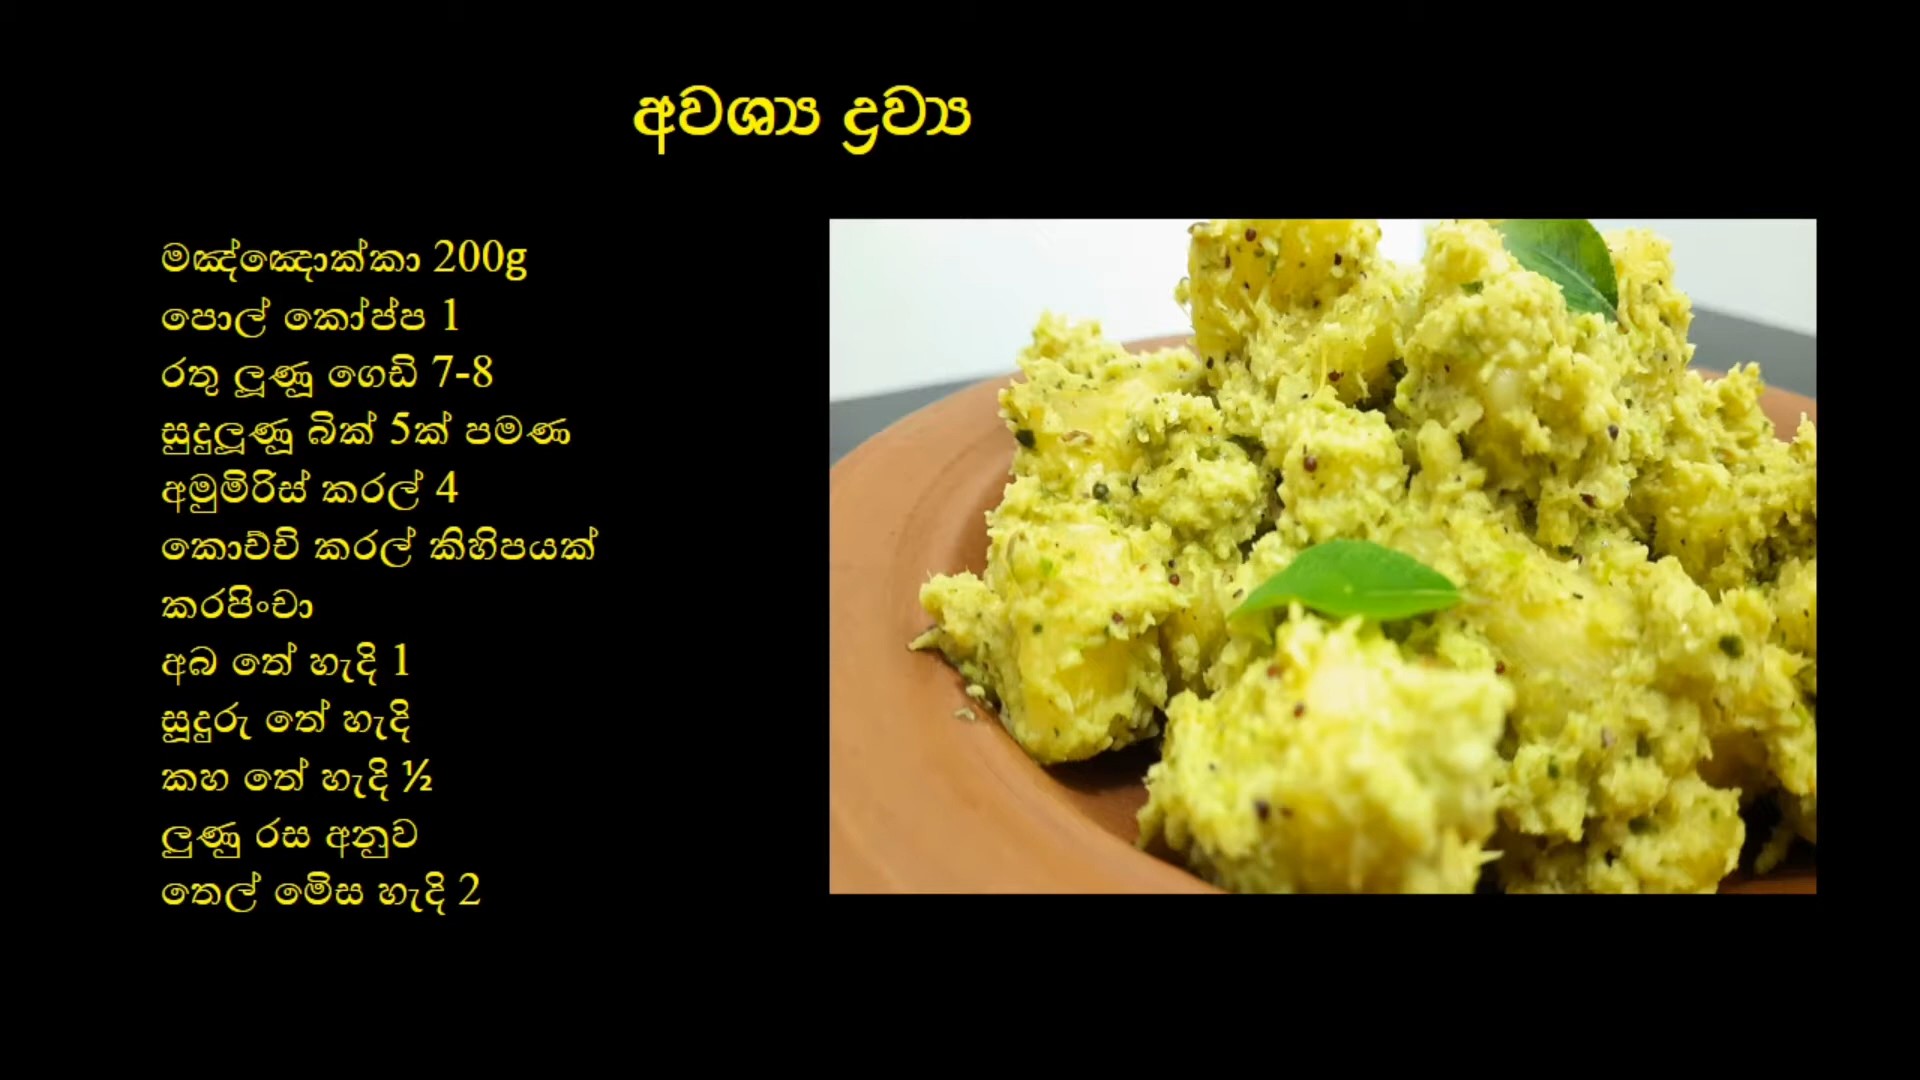 අවශ්‍ය ද්‍රව්‍ය
මඤ්ඤොක්කා 200g
පොල් කෝප්ප 1
රතු ලූණූ ගෙඩි 7-8
සුදුලූණූ බික් 5ක් පමණ
අමුමිරිස් කරල් 4
කොච්චි කරල් කිහිපයක්
කරපිංචා
අබ තේ හැදි 1
සූදුරු තේ හැදි
කහ තේ හැදි ½
ලුණු රස අනුව
තෙල් මේස හැදි 2